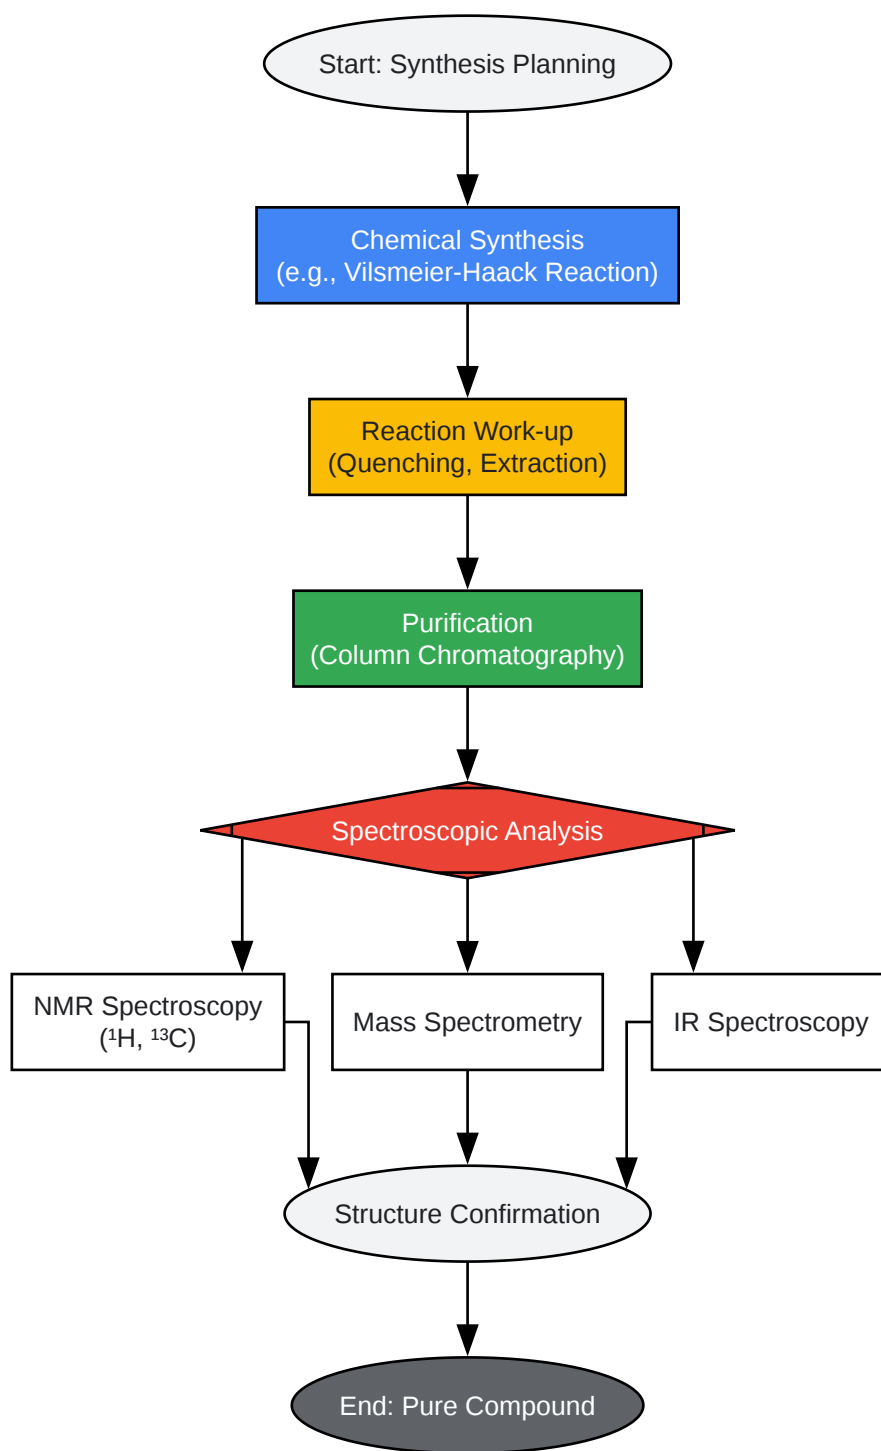 Start: Synthesis Planning
Chemical Synthesis
(e.g., Vilsmeier-Haack Reaction)
Reaction Work-up
(Quenching, Extraction)
Purification
(Column Chromatography)
Spectroscopic Analysis
NMR Spectroscopy
(¹H, ¹³C)
Mass Spectrometry
IR Spectroscopy
Structure Confirmation
End: Pure Compound